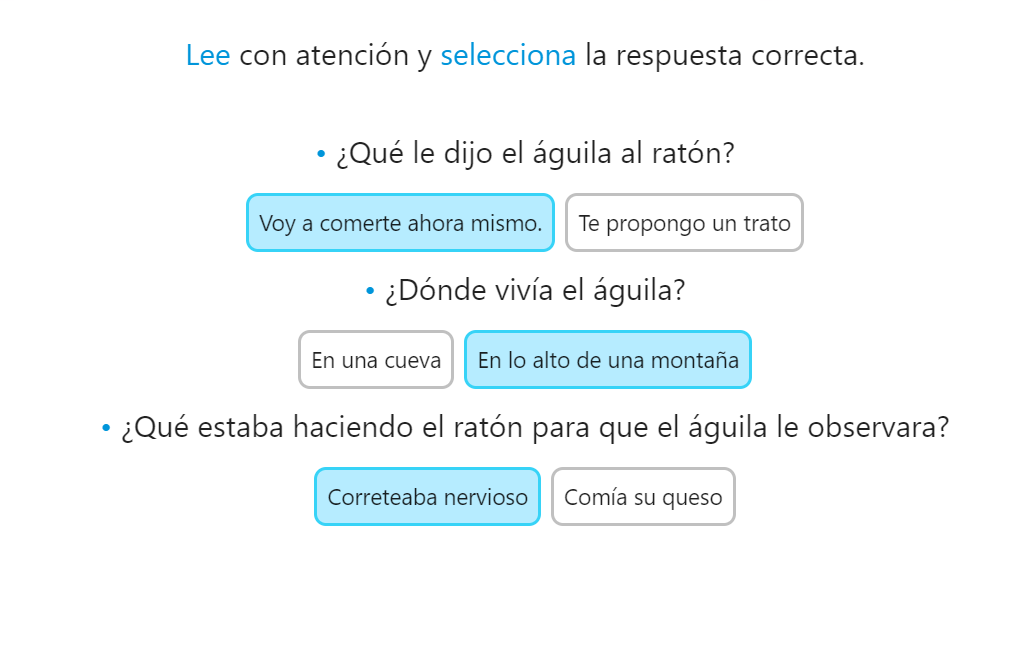 Lee con atención y selecciona la respuesta correcta.
• ¿Qué le dijo el águila al ratón?
Voy a comerte ahora mismo. Te propongo un trato
• ¿Dónde vivía el águila?
En una cueva En lo alto de una montaña
• ¿Qué estaba haciendo el ratón para que el águila le observara?
Correteaba nervioso Comía su queso